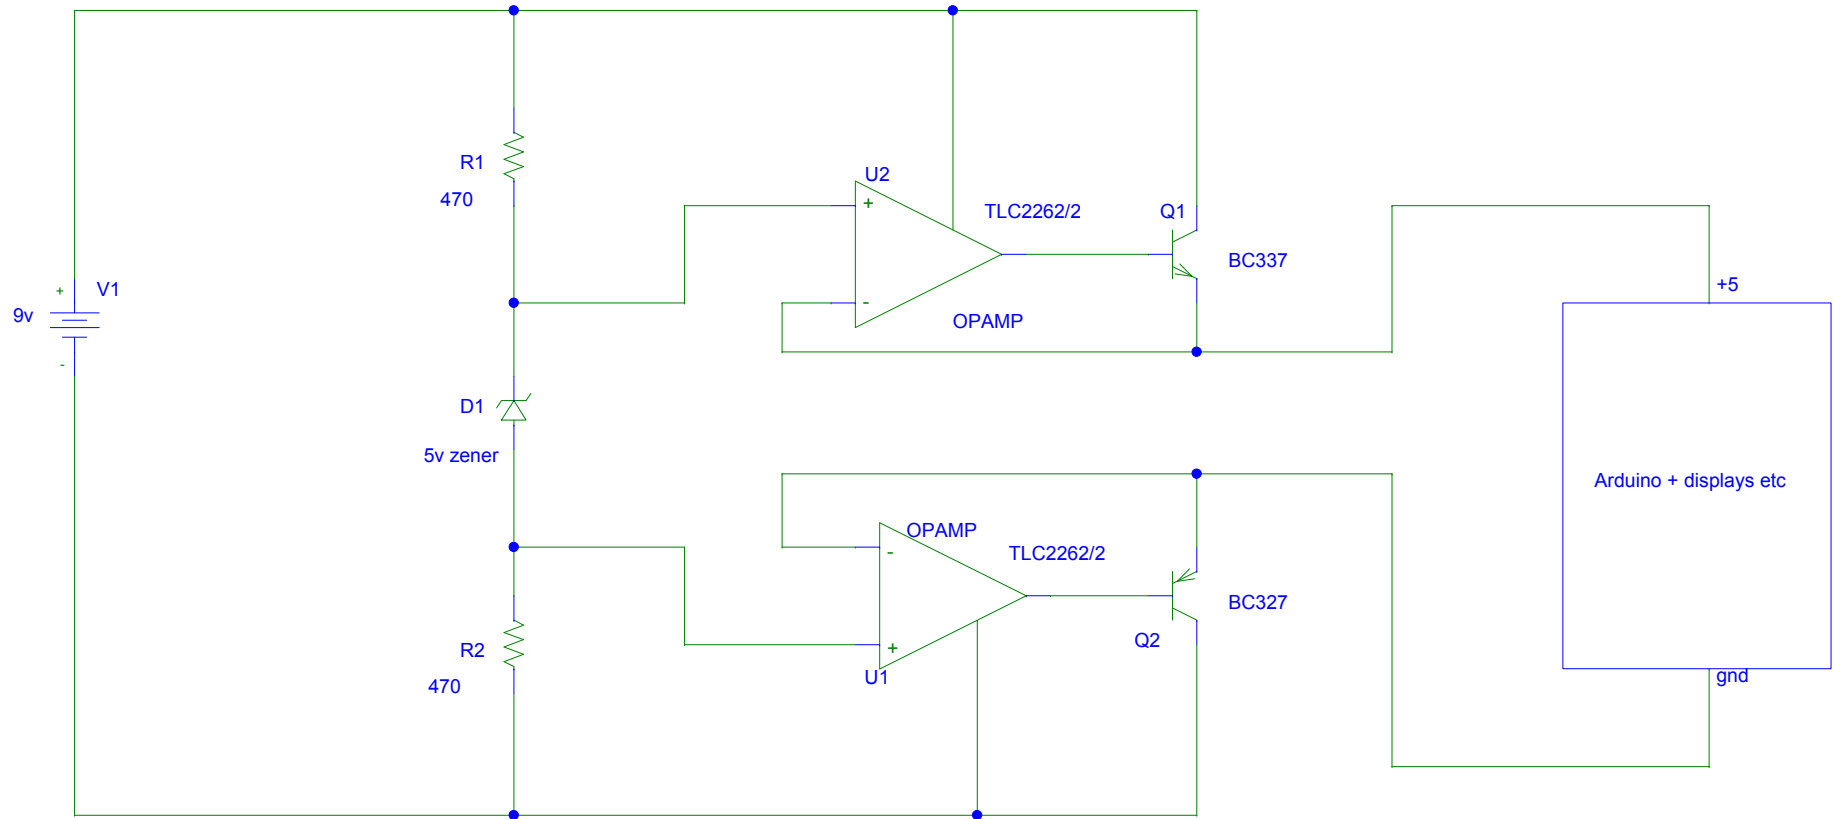 U2
R1
TLC2262/2
Q1
470
+
BC337
+
V1
+5
9v
-
OPAMP
-
D1
5v zener
Arduino + displays etc
OPAMP
-
TLC2262/2
BC327
R2
+
Q2
U1
gnd
470